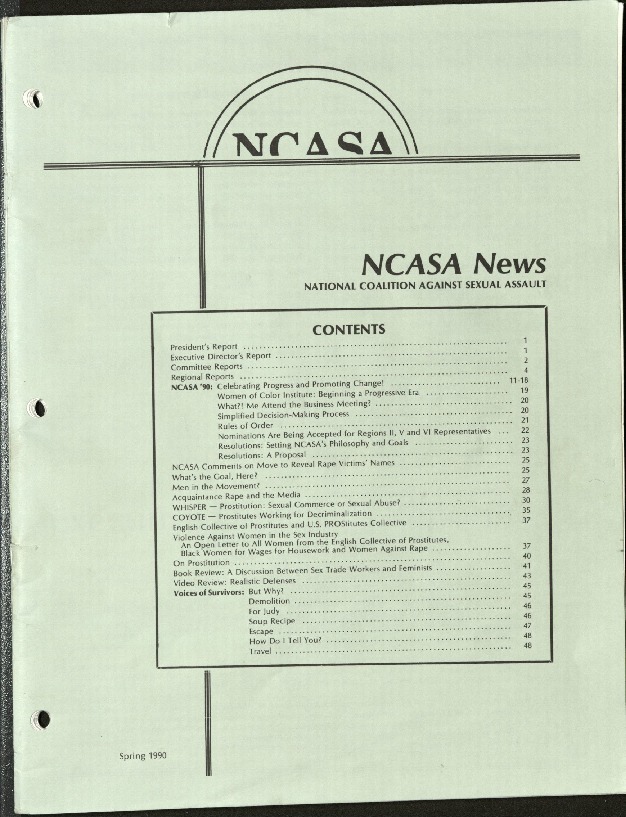 NCASA
NCASA News
NATIONAL COALITION AGAINST SEXUAL ASSAULT
CONTENTS
President's Report ........ 1
Executive Director's Report ........ 1
Committee Reports ........ 2
Regional Reports ........ 4
NCASA '90: Celebrating Progress and Promoting Change! ........ 11-18
Women of Color Institute: Beginning a Progressive Era ........ 19
What?! Me Attend the Business Meeting? ........ 20
Simplified Decision-Making Process ........ 20
Rules of Order ........ 21
Nominations Are Being Accepted for Regions II, V and VI Representatives ... 22
Resolutions: Setting NCASA's Philosophy and Goals ........ 23
Resolutions: A Proposal ........ 23
NCASA Comments on Move to Reveal Rape Victims' Names ........ 25
What's the Goal, Here? ........ 25
Men in the Movement? ........ 27
Acquaintance Rape and the Media ........ 28
WHISPER — Prostitution: Sexual Commerce or Sexual Abuse? ........ 30
COYOTE — Prostitutes Working for Decriminalization ........ 35
English Collective of Prostitutes and U.S. PROStitutes Collective ........ 37
Violence Against Women in the Sex Industry
An Open Letter to All Women from the English Collective of Prostitutes,
Black Women for Wages for Housework and Women Against Rape ........ 37
On Prostitution ........ 40
Book Review: A Discussion Between Sex Trade Workers and Feminists ........ 41
Video Review: Realistic Defenses ........ 43
Voices of Survivors: But Why? ........ 45
Demolition ........ 45
For Judy ........ 46
Soup Recipe ........ 46
Escape ........ 47
How Do I Tell You? ........ 48
Travel ........ 48
Spring 1990